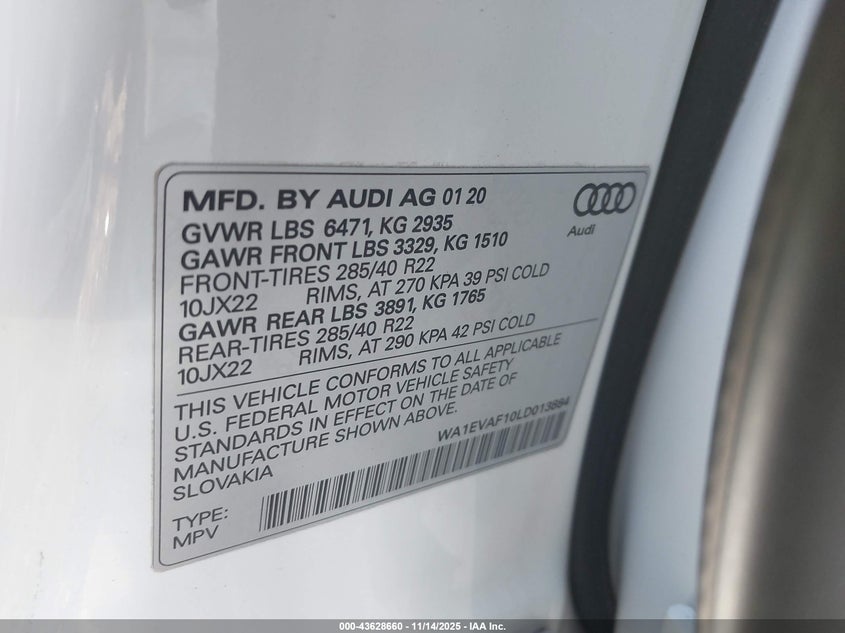 MFD. BY AUDI AG 01 20
GVWR LBS 6471, KG 2935
GAWR FRONT LBS 3329, KG 1510
FRONT-TIRES 285/40 R22
10JX22 RIMS, AT 270 KPA 39 PSI COLD
GAWR REAR LBS 3891, KG 1765
REAR-TIRES 285/40 R22
10JX22 RIMS, AT 290 KPA 42 PSI COLD
Audi
THIS VEHICLE CONFORMS TO ALL APPLICABLE
U.S. FEDERAL MOTOR VEHICLE SAFETY
STANDARDS IN EFFECT ON THE DATE OF
MANUFACTURE SHOWN ABOVE.
SLOVAKIA
WA1EVAF10LD013884
TYPE:
MPV
000-43628660 - 11/14/2025 - IAA Inc.